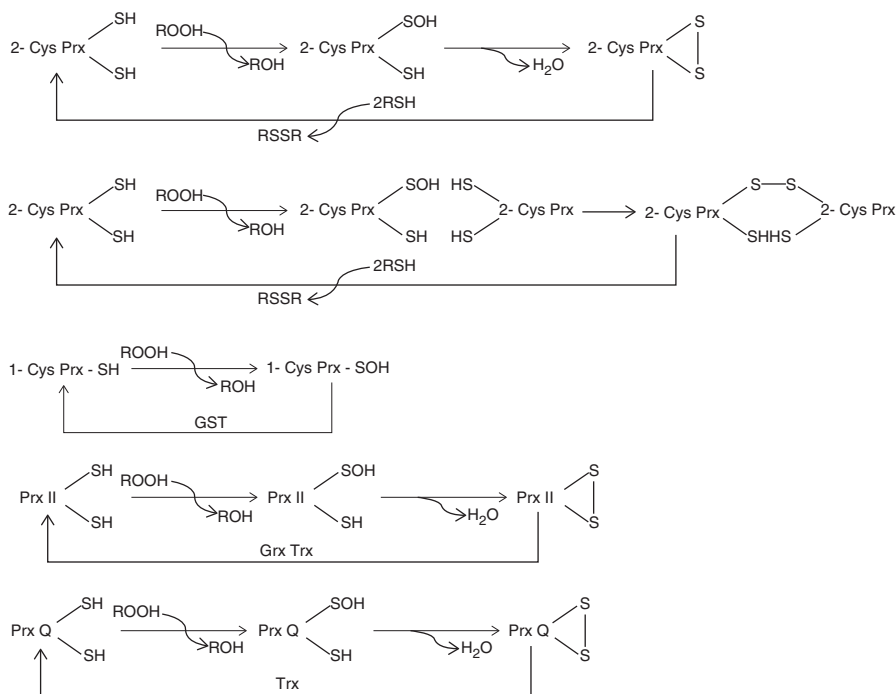 SH SOH S
2- Cys Prx ROOH ROH 2- Cys Prx H2O 2- Cys Prx
SH SH S
2RSH
RSSR
SH SOH HS S S
2- Cys Prx ROOH ROH 2- Cys Prx 2- Cys Prx 2- Cys Prx 2- Cys Prx
SH SH HS SHHS
2RSH
RSSR
1- Cys Prx - SH ROOH ROH 1- Cys Prx - SOH
GST
SH SOH S
Prx II ROOH ROH Prx II H2O Prx II
SH SH S
Grx Trx
SH SOH S
Prx Q ROOH ROH Prx Q H2O Prx Q
SH SH S
Trx